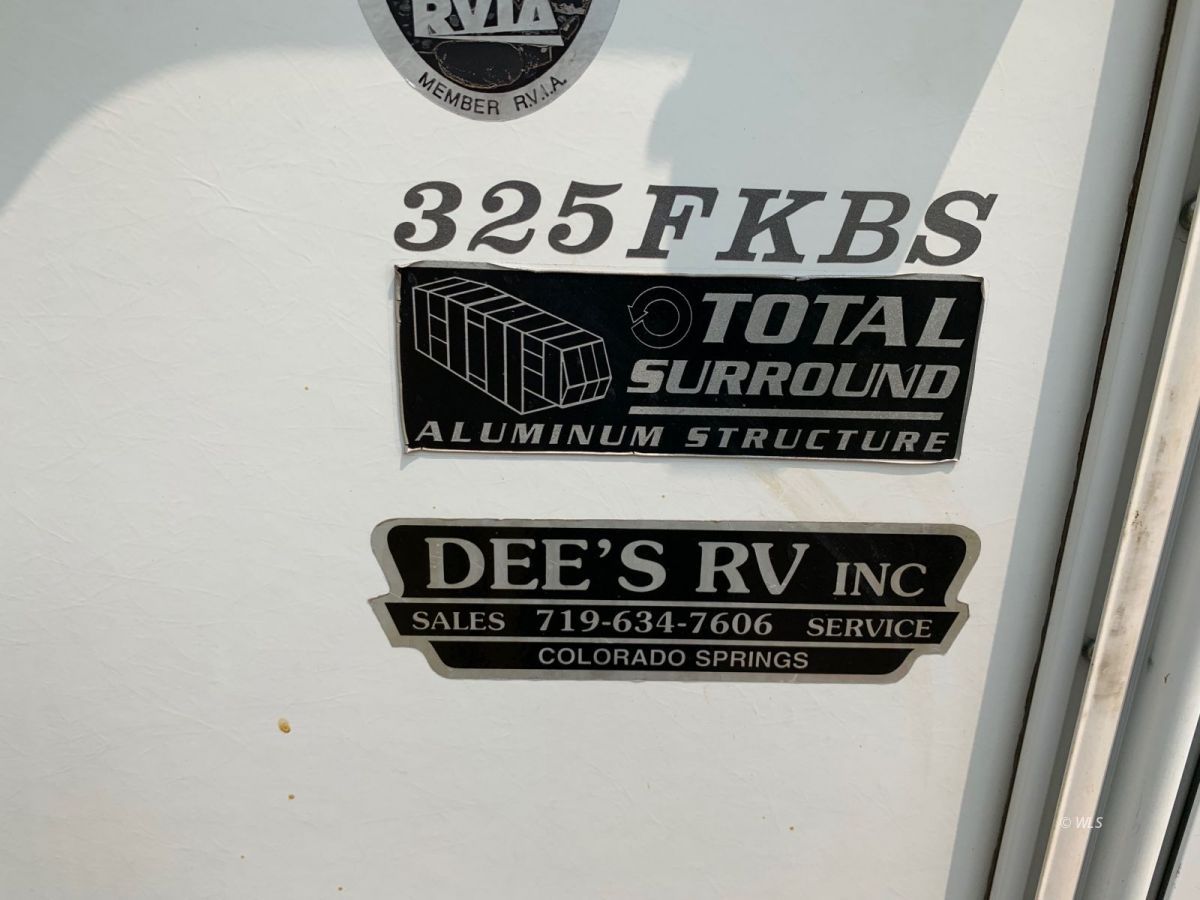 RVIA
MEMBER R.V.I.A.
325FKBS
TOTAL
SURROUND
ALUMINUM STRUCTURE
DEE'S RV INC
SALES 719-634-7606 SERVICE
COLORADO SPRINGS
© WLS